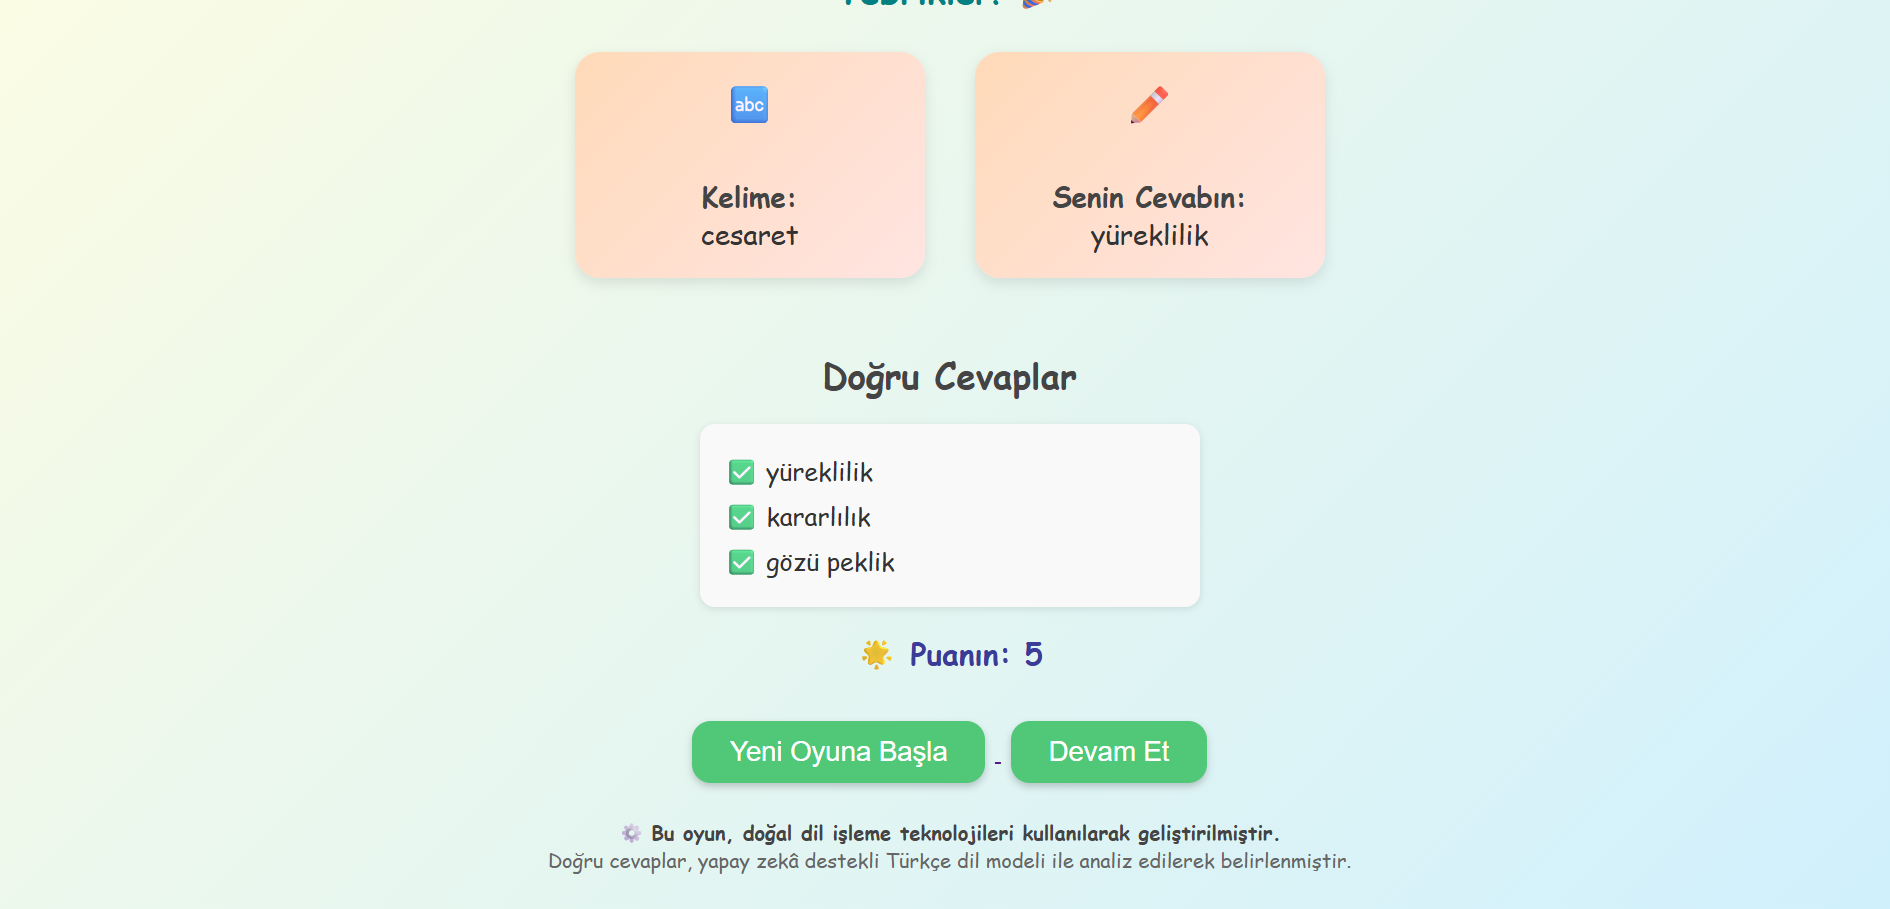 Tebrikler! 🎉
abc
Kelime:
cesaret
Senin Cevabın:
yüreklilik
Doğru Cevaplar
✅ yüreklilik
✅ kararlılık
✅ gözü peklik
🌟 Puanın: 5
Yeni Oyuna Başla - Devam Et
⚙️ Bu oyun, doğal dil işleme teknolojileri kullanılarak geliştirilmiştir.
Doğru cevaplar, yapay zekâ destekli Türkçe dil modeli ile analiz edilerek belirlenmiştir.